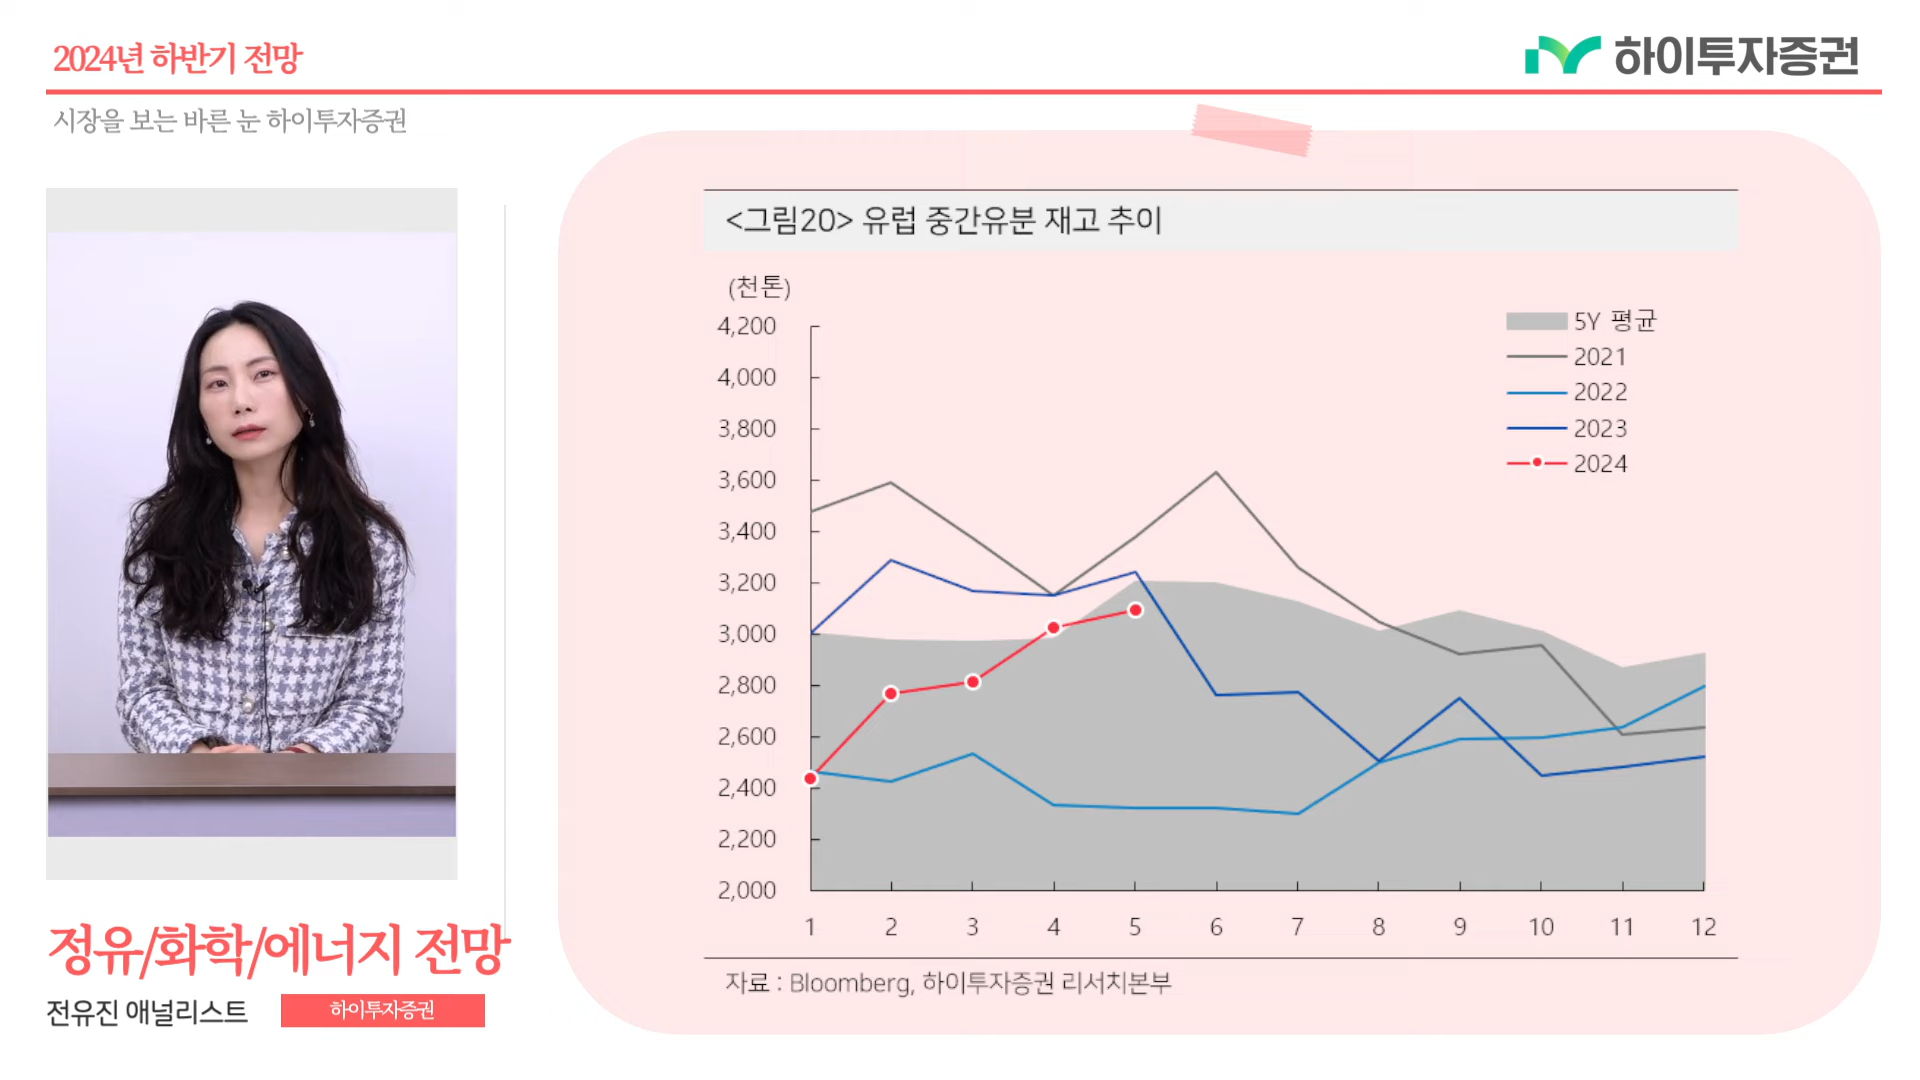 2024년 하반기 전망
하이투자증권
시장을 보는 바른 눈 하이투자증권
<그림20> 유럽 중간유분 재고 추이
(천톤)
4,200
4,000
3,800
3,600
3,400
3,200
3,000
2,800
2,600
2,400
2,200
2,000
5Y 평균
2021
2022
2023
2024
1 2 3 4 5 6 7 8 9 10 11 12
자료 : Bloomberg, 하이투자증권 리서치본부
정유/화학/에너지 전망
전유진 애널리스트
하이투자증권